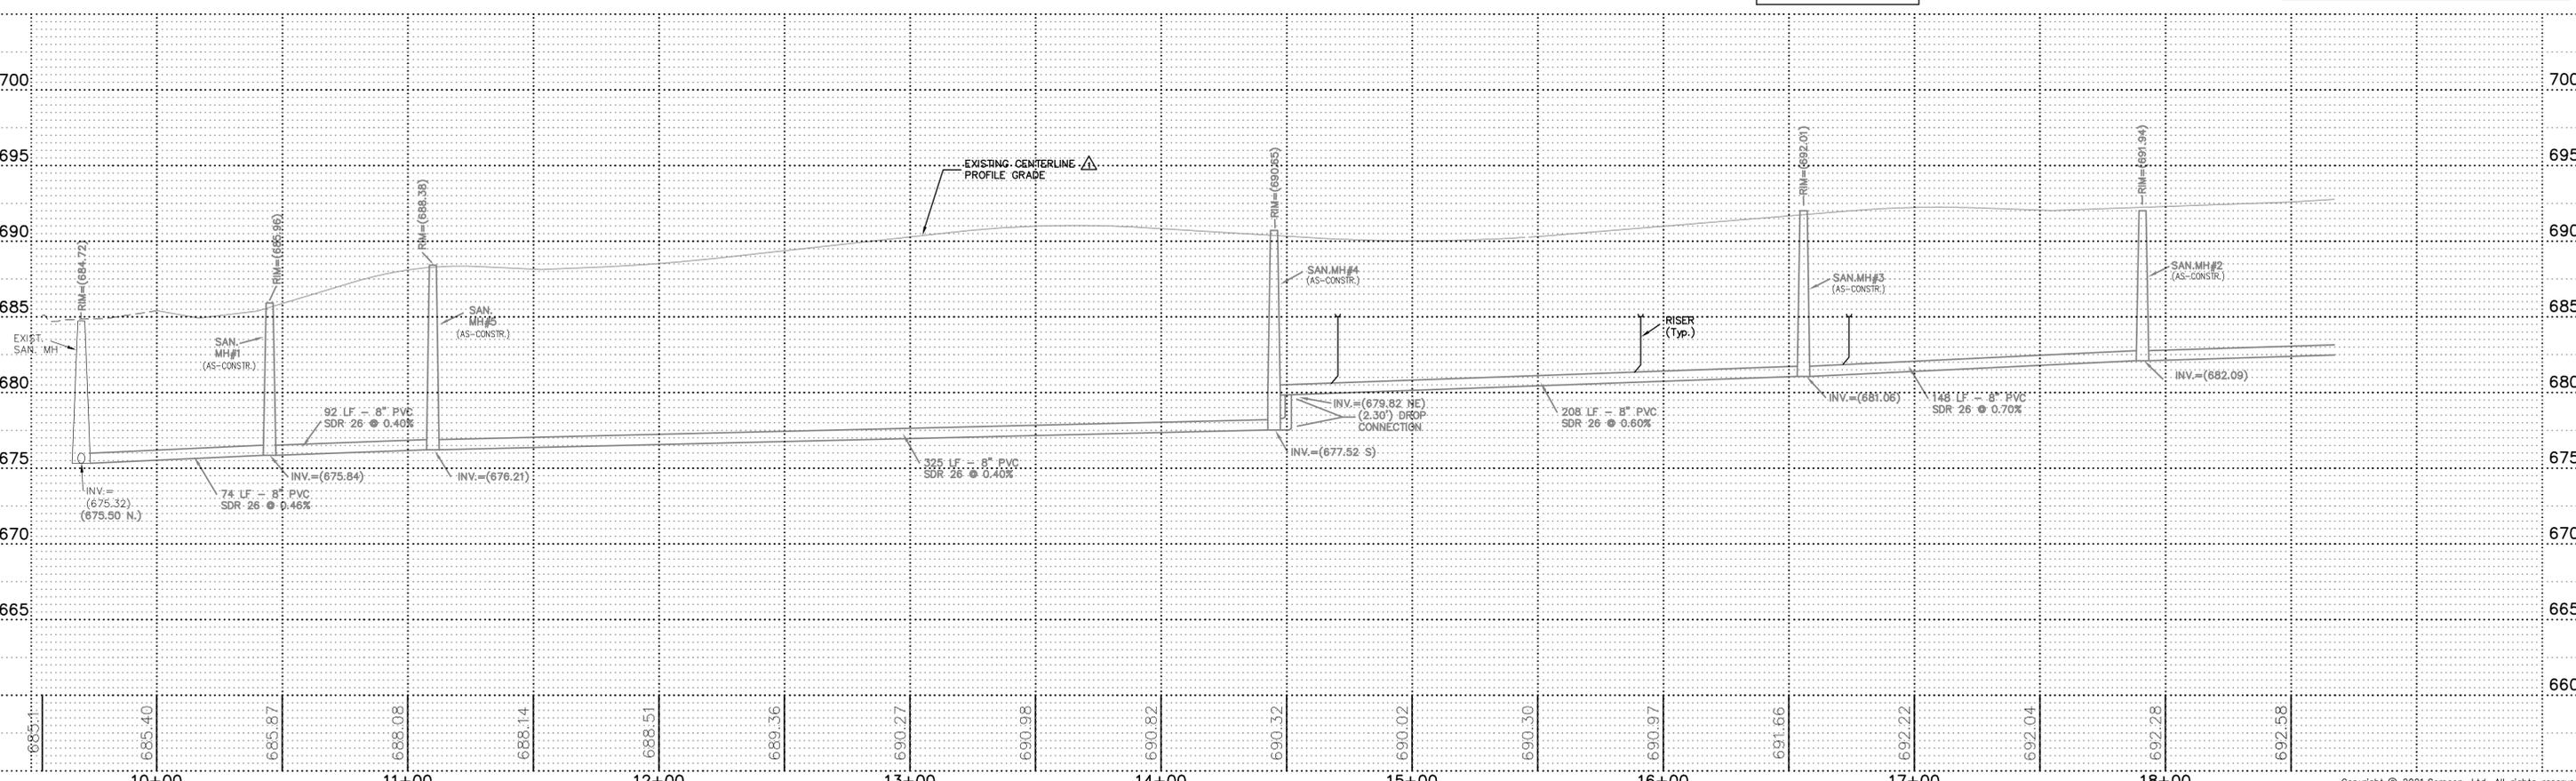 700
700
695
695
690
690
685
685
680
680
675
675
670
670
665
665
660
660
EXISTING CENTERLINE 1
PROFILE GRADE
RIM=(684.72)
RIM=(685.96)
RIM=(688.38)
RIM=(690.65)
RIM=(692.01)
RIM=(691.94)
EXIST.
SAN. MH
SAN.
MH#1
(AS-CONSTR.)
SAN.
MH#5
(AS-CONSTR.)
SAN.MH#4
(AS-CONSTR.)
RISER
(Typ.)
SAN.MH#3
(AS-CONSTR.)
SAN.MH#2
(AS-CONSTR.)
92 LF – 8" PVC
SDR 26 @ 0.40%
INV.=
(675.32)
(675.50 N.)
74 LF – 8" PVC
SDR 26 @ 0.45%
INV.=(675.84)
INV.=(676.21)
325 LF – 8" PVC
SDR 26 @ 0.40%
INV.=(679.82 NE)
(2.30') DROP
CONNECTION
INV.=(677.52 S)
208 LF – 8" PVC
SDR 26 @ 0.60%
INV.=(681.06)
148 LF – 8" PVC
SDR 26 @ 0.70%
INV.=(682.09)
685.1
685.40
685.87
688.08
688.14
688.51
689.36
690.27
690.98
690.82
690.32
690.02
690.30
690.97
691.66
692.22
692.04
692.28
692.58
10+00
11+00
12+00
13+00
14+00
15+00
16+00
17+00
18+00